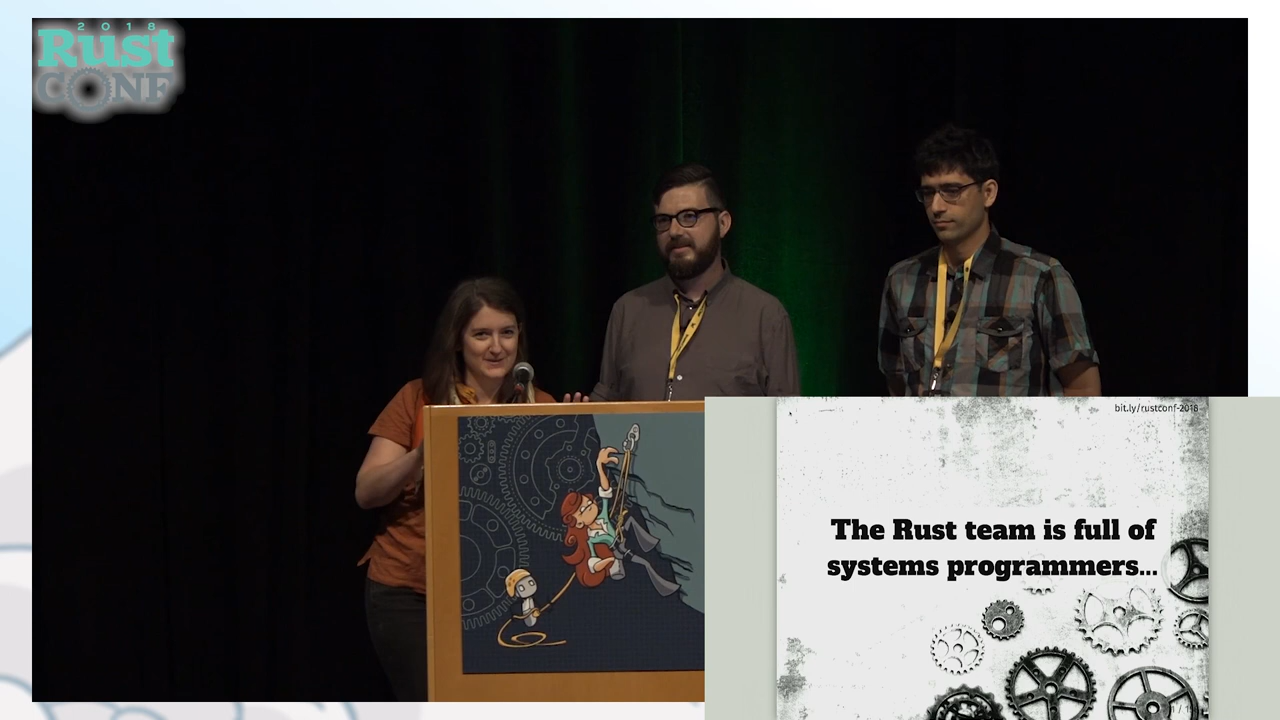 2018
Rust
CONF
bit.ly/rustconf-2018
The Rust team is full of
systems programmers...